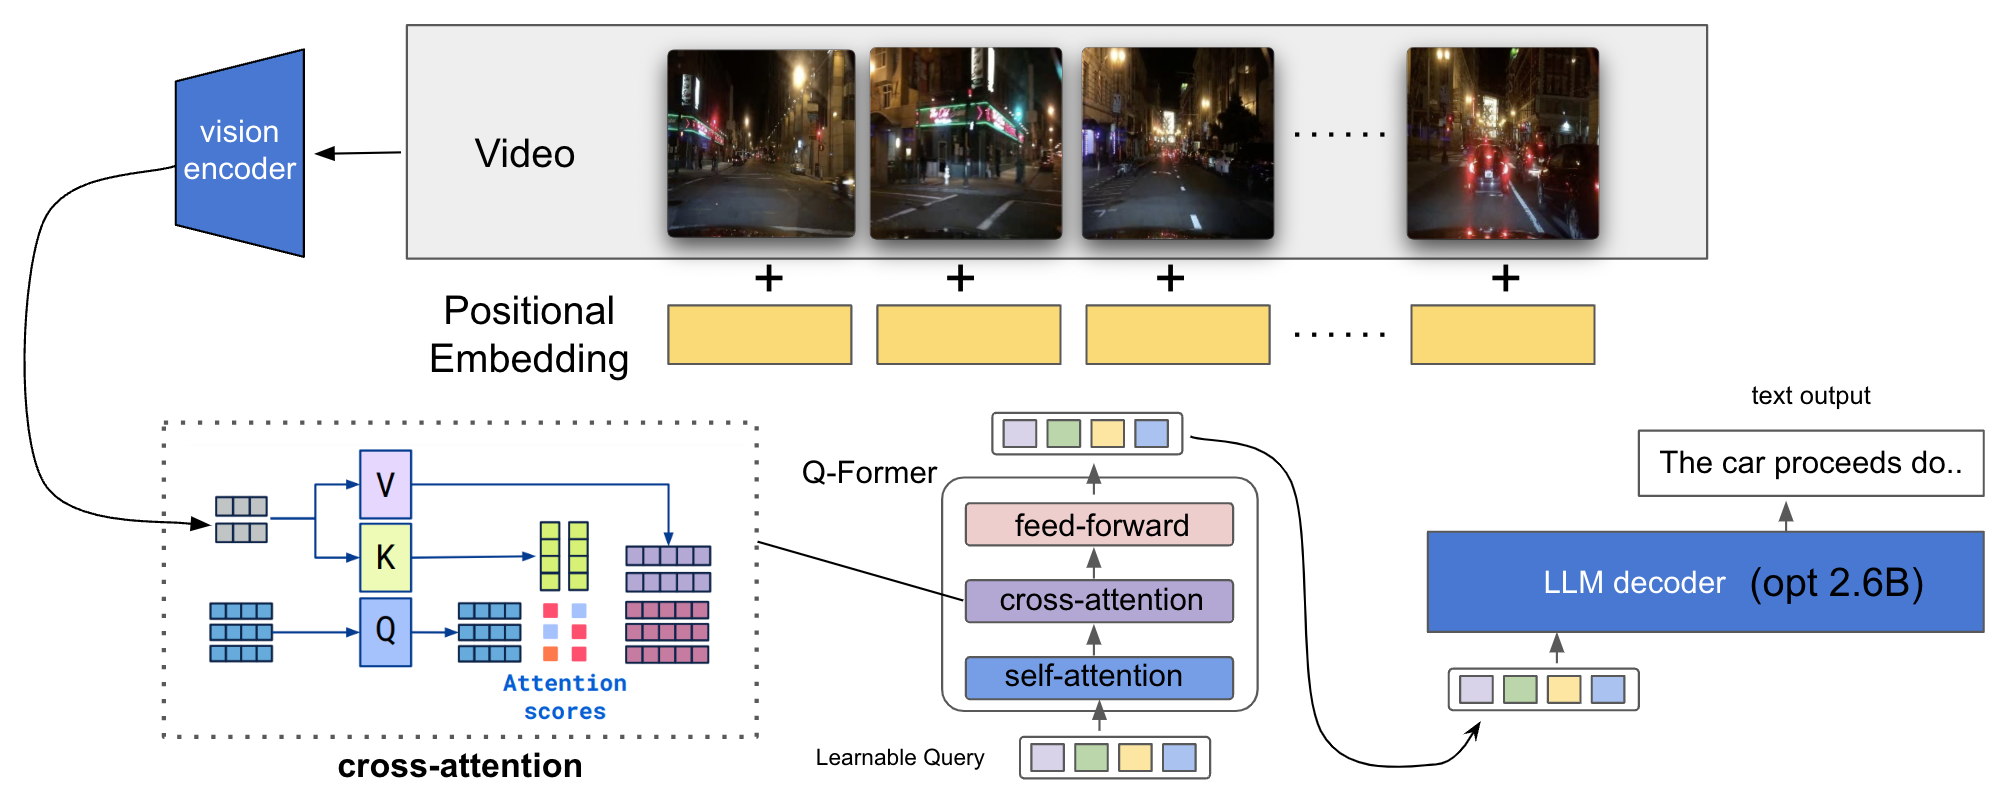 vision
encoder
Video
+ + + +
Positional
Embedding
V
K
Q
Attention
scores
cross-attention
Q-Former
feed-forward
cross-attention
self-attention
Learnable Query
text output
The car proceeds do..
LLM decoder (opt 2.6B)